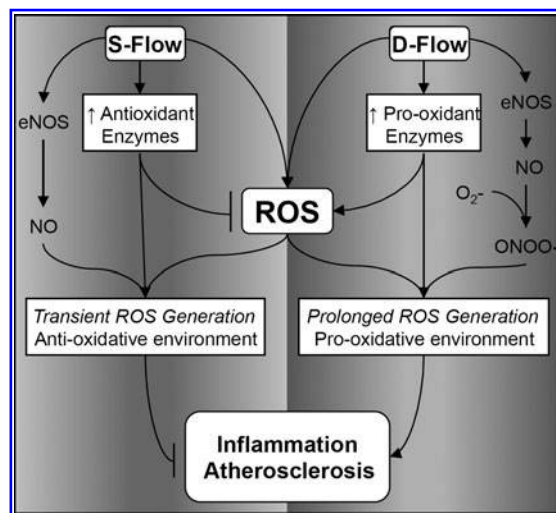 S-Flow
D-Flow
eNOS
↑ Antioxidant
Enzymes
↑ Pro-oxidant
Enzymes
eNOS
NO
O2-
ROS
NO
ONOO-
Transient ROS Generation
Anti-oxidative environment
Prolonged ROS Generation
Pro-oxidative environment
Inflammation
Atherosclerosis